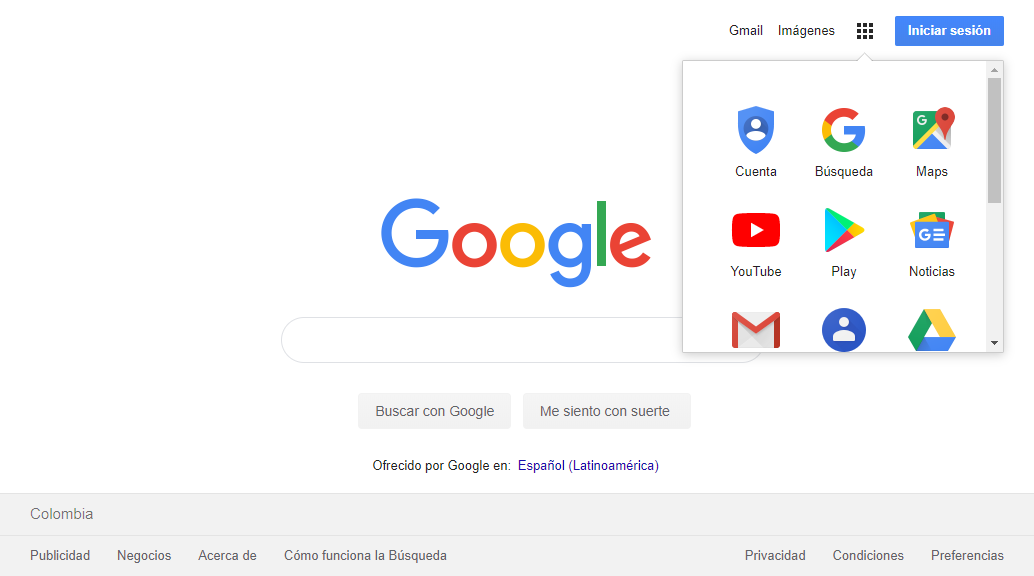 Gmail Imágenes Iniciar sesión
Cuenta Búsqueda Maps
YouTube Play Noticias
Google
Buscar con Google Me siento con suerte
Ofrecido por Google en: Español (Latinoamérica)
Colombia
Publicidad Negocios Acerca de Cómo funciona la Búsqueda Privacidad Condiciones Preferencias